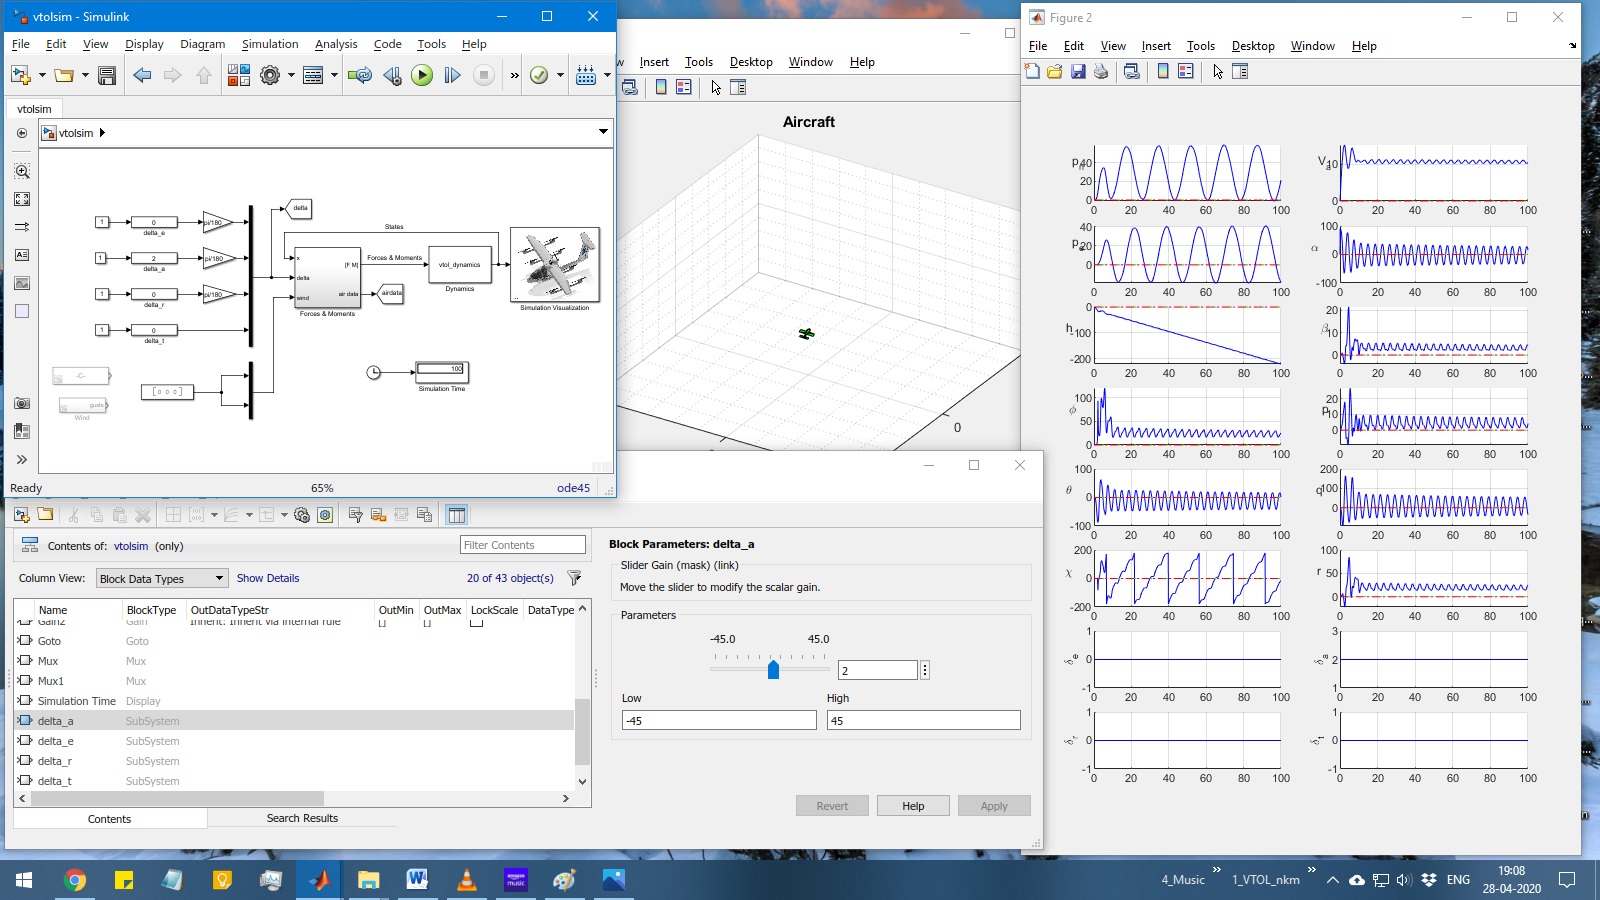 vtolsim - Simulink
File Edit View Display Diagram Simulation Analysis Code Tools Help
vtolsim
vtolsim
1
0
pi/180
delta_e
1
2
pi/180
delta_a
1
0
pi/180
delta_r
1
0
delta_t
delta
States
x
delta
wind
[F M]
air data
Forces & Moments
Forces & Moments
airdata
vtol_dynamics
Dynamics
Simulation Visualization
-C-
gusts
Wind
[ 0 0 0 ]
100
Simulation Time
Ready
65%
ode45
w Insert Tools Desktop Window Help
Aircraft
0
Figure 2
File Edit View Insert Tools Desktop Window Help
40
20
0
0 20 40 60 80 100
10
0
0 20 40 60 80 100
40
20
0
0 20 40 60 80 100
α
100
0
-100
0 20 40 60 80 100
h
0
-100
-200
0 20 40 60 80 100
β
20
10
0
0 20 40 60 80 100
ϕ
100
50
0
0 20 40 60 80 100
p
20
10
0
0 20 40 60 80 100
θ
100
0
-100
0 20 40 60 80 100
q
200
100
0
0 20 40 60 80 100
χ
200
0
-200
0 20 40 60 80 100
r
100
50
0
0 20 40 60 80 100
δe
1
0
-1
0 20 40 60 80 100
δa
3
2
1
0 20 40 60 80 100
δr
1
0
-1
0 20 40 60 80 100
δt
1
0
-1
0 20 40 60 80 100
Contents of: vtolsim (only)
Filter Contents
Column View: Block Data Types Show Details 20 of 43 object(s)
Name BlockType OutDataTypeStr OutMin OutMax LockScale DataType
Gain2 Gain Inherit: Inherit via internal rule [] []
Goto Goto
Mux Mux
Mux1 Mux
Simulation Time Display
delta_a SubSystem
delta_e SubSystem
delta_r SubSystem
delta_t SubSystem
Contents Search Results
Block Parameters: delta_a
Slider Gain (mask) (link)
Move the slider to modify the scalar gain.
Parameters
-45.0 45.0
2
Low High
-45 45
Revert Help Apply
4_Music » 1_VTOL_nkm » ENG
19:08
28-04-2020